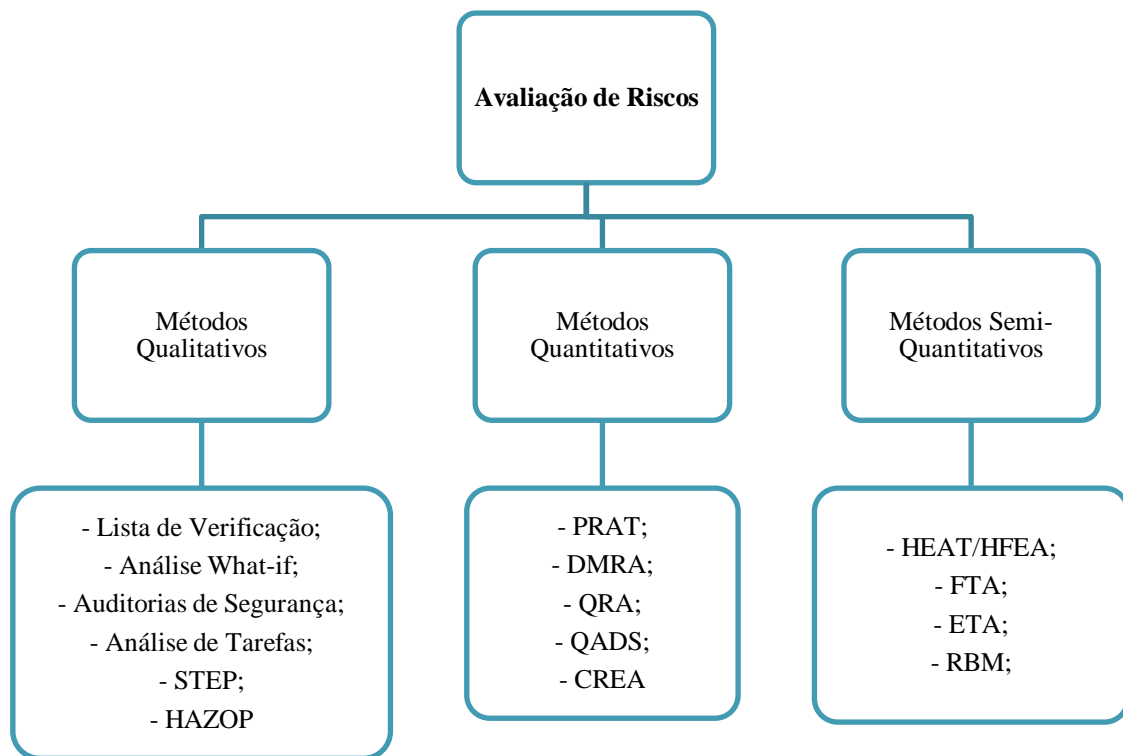 Avaliação de Riscos
Métodos
Qualitativos
Métodos
Quantitativos
Métodos Semi-
Quantitativos
- Lista de Verificação;
- Análise What-if;
- Auditorias de Segurança;
- Análise de Tarefas;
- STEP;
- HAZOP
- PRAT;
- DMRA;
- QRA;
- QADS;
- CREA
- HEAT/HFEA;
- FTA;
- ETA;
- RBM;